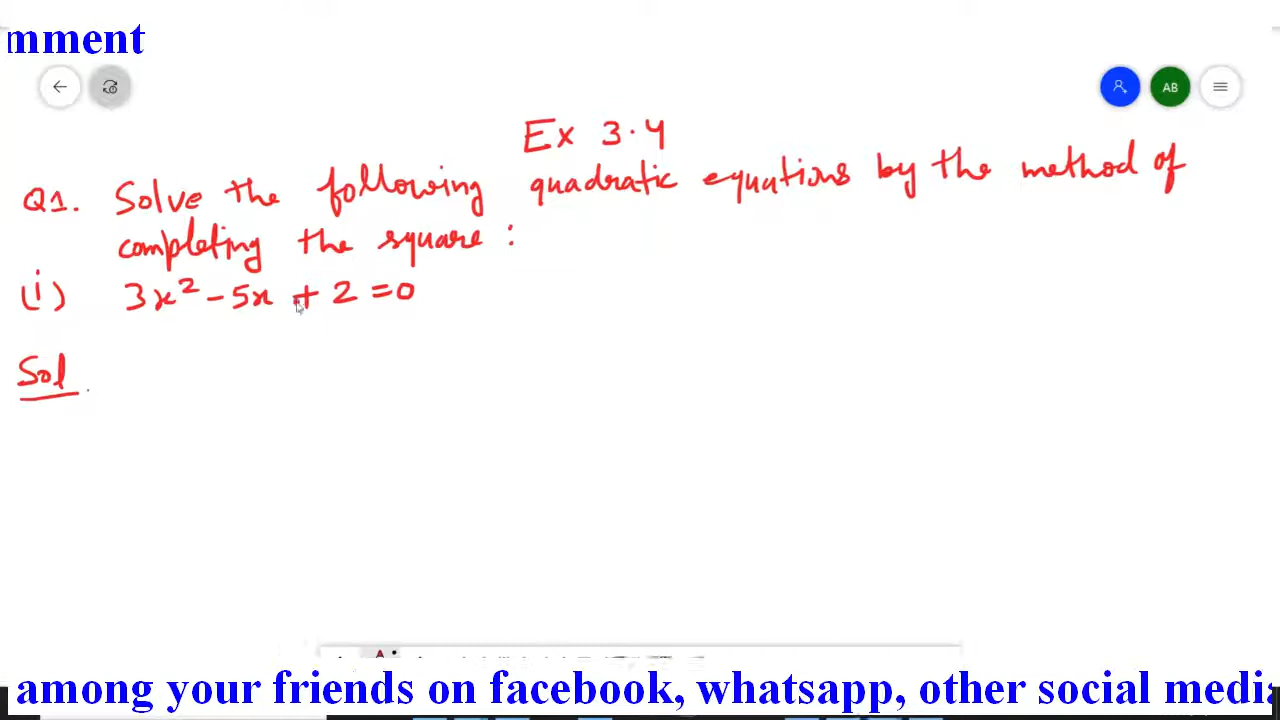 mment
AB
Ex 3.4
Q1. Solve the following quadratic equations by the method of
completing the square :
(i) 3x² - 5x + 2 = 0
Sol
among your friends on facebook, whatsapp, other social medi